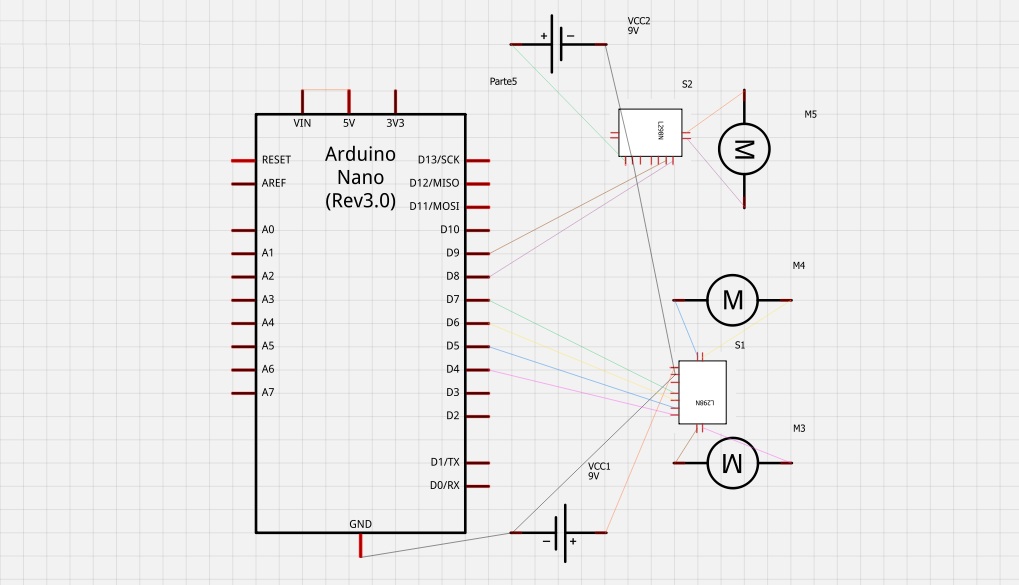 VCC2
9V
+
−
Parte5
S2
L298N
M5
M
VIN
5V
3V3
Arduino
Nano
(Rev3.0)
RESET
AREF
A0
A1
A2
A3
A4
A5
A6
A7
D13/SCK
D12/MISO
D11/MOSI
D10
D9
D8
D7
D6
D5
D4
D3
D2
D1/TX
D0/RX
GND
M4
M
S1
L298N
M3
M
VCC1
9V
−
+